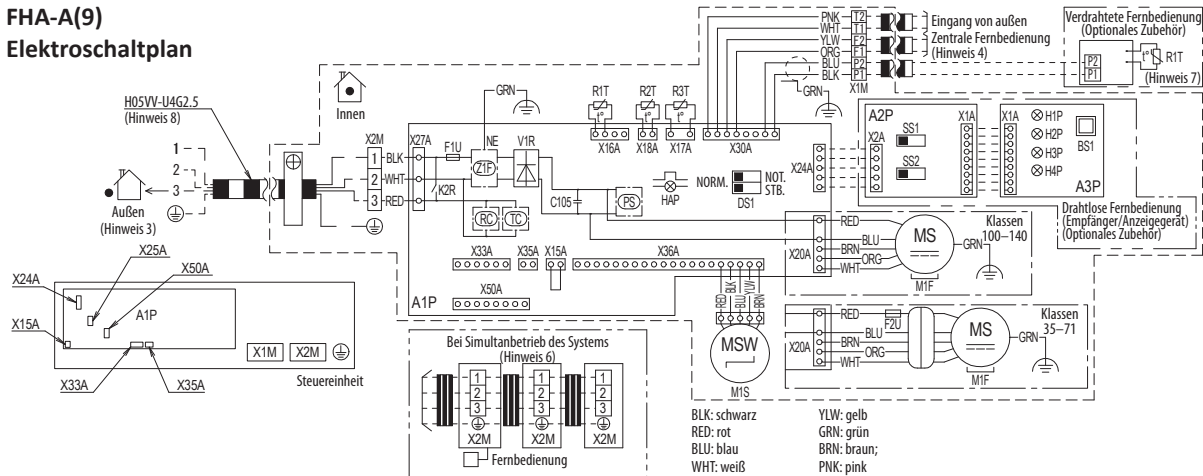 FHA-A(9)
Elektroschaltplan
H05VV-U4G2.5
(Hinweis 8)
Innen
1
2
3
Außen
(Hinweis 3)
X2M
1
2
3
BLK
WHT
RED
X27A
F1U
K2R
GRN
NE
Z1F
V1R
RC
TC
C105
PS
R1T
t°
R2T
t°
R3T
t°
X16A
X18A
X17A
X30A
HAP
NORM.
NOT.
STB.
DS1
X24A
X33A
X35A
X15A
X36A
X50A
A1P
PNK
WHT
YLW
ORG
BLU
BLK
T2
T1
F2
F1
P2
P1
X1M
GRN
Eingang von außen
Zentrale Fernbedienung
(Hinweis 4)
Verdrahtete Fernbedienung
(Optionales Zubehör)
P2
P1
t°
R1T
(Hinweis 7)
A2P
X2A
SS1
SS2
X1A
X1A
H1P
H2P
H3P
H4P
BS1
A3P
Drahtlose Fernbedienung
(Empfänger/Anzeigegerät)
(Optionales Zubehör)
Klassen
100–140
X20A
RED
BLU
BRN
ORG
WHT
MS
M1F
GRN
Klassen
35–71
X20A
RED
F2U
BLU
BRN
ORG
WHT
MS
M1F
GRN
RED
BLK
BLU
YLW
BRN
MSW
M1S
X24A
X25A
X50A
A1P
X15A
X33A
X35A
X1M
X2M
Steuereinheit
Bei Simultanbetrieb des Systems
(Hinweis 6)
1
2
3
X2M
1
2
3
X2M
1
2
3
X2M
Fernbedienung
BLK: schwarz
RED: rot
BLU: blau
WHT: weiß
YLW: gelb
GRN: grün
BRN: braun;
PNK: pink